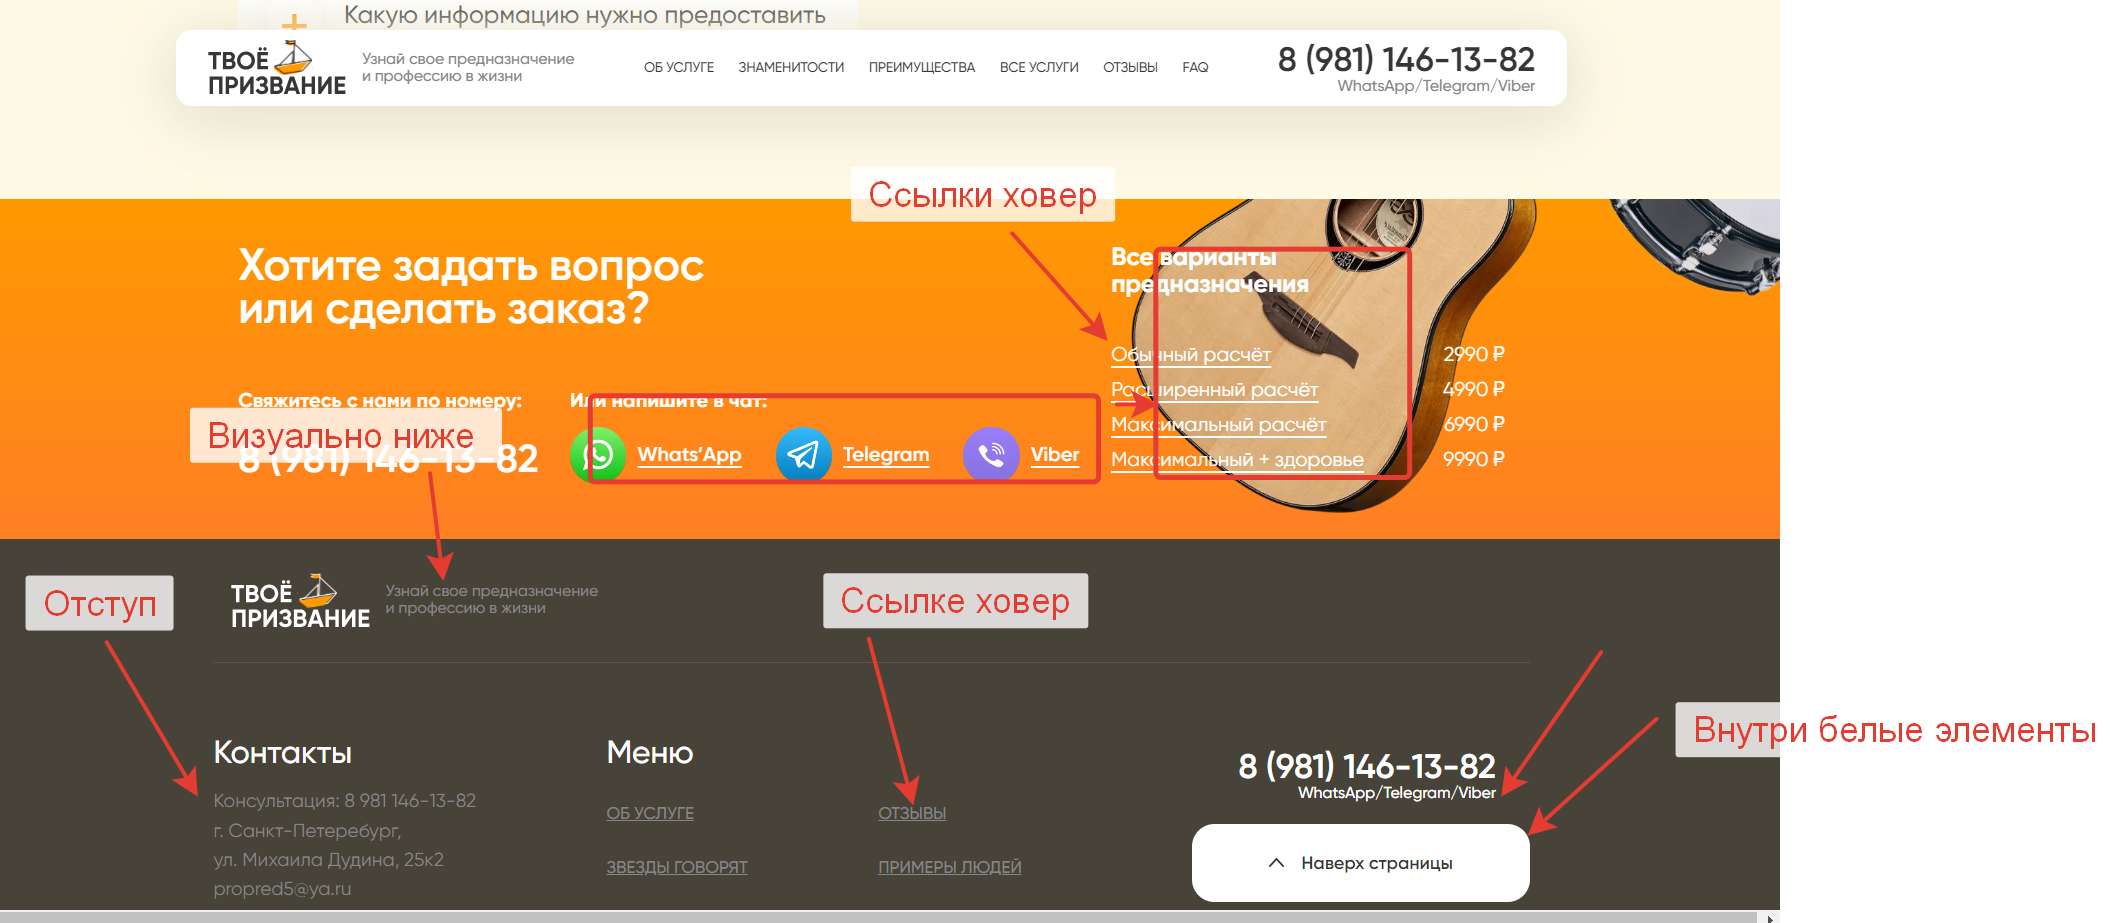 Какую информацию нужно предоставить
ТВОЁ
ПРИЗВАНИЕ
Узнай свое предназначение
и профессию в жизни
ОБ УСЛУГЕ
ЗНАМЕНИТОСТИ
ПРЕИМУЩЕСТВА
ВСЕ УСЛУГИ
ОТЗЫВЫ
FAQ
8 (981) 146-13-82
WhatsApp/Telegram/Viber
Ссылки ховер
Хотите задать вопрос
или сделать заказ?
Свяжитесь с нами по номеру:
Визуально ниже
8 (981) 146-13-82
Или напишите в чат:
Whats’App
Telegram
Viber
Все варианты
предназначения
Обычный расчёт 2990 ₽
Расширенный расчёт 4990 ₽
Максимальный расчёт 6990 ₽
Максимальный + здоровье 9990 ₽
ТВОЁ
ПРИЗВАНИЕ
Узнай свое предназначение
и профессию в жизни
Отступ
Ссылке ховер
Внутри белые элементы
Контакты
Консультация: 8 981 146-13-82
г. Санкт-Петеребург,
ул. Михаила Дудина, 25к2
propred5@ya.ru
Меню
ОБ УСЛУГЕ
ОТЗЫВЫ
ЗВЕЗДЫ ГОВОРЯТ
ПРИМЕРЫ ЛЮДЕЙ
8 (981) 146-13-82
WhatsApp/Telegram/Viber
Наверх страницы